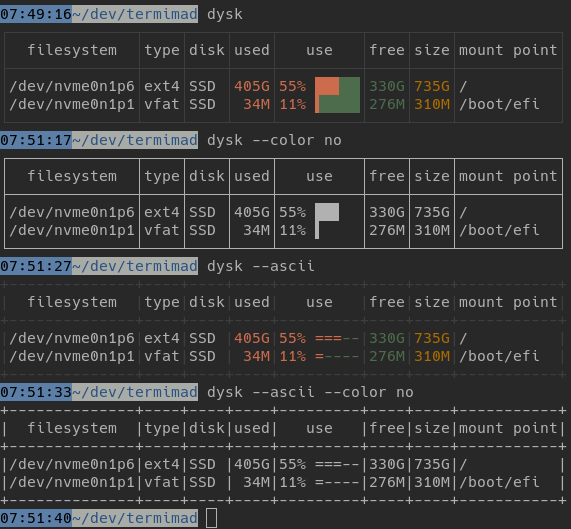 07:49:16~/dev/termimad dysk
filesystem type disk used use free size mount point
/dev/nvme0n1p6 ext4 SSD 405G 55% 330G 735G /
/dev/nvme0n1p1 vfat SSD 34M 11% 276M 310M /boot/efi
07:51:17~/dev/termimad dysk --color no
filesystem type disk used use free size mount point
/dev/nvme0n1p6 ext4 SSD 405G 55% 330G 735G /
/dev/nvme0n1p1 vfat SSD 34M 11% 276M 310M /boot/efi
07:51:27~/dev/termimad dysk --ascii
+--------------+----+----+----+---------+----+----+-----------+
|  filesystem  |type|disk|used|   use   |free|size|mount point|
+--------------+----+----+----+---------+----+----+-----------+
|/dev/nvme0n1p6|ext4|SSD |405G|55% ===--|330G|735G|/          |
|/dev/nvme0n1p1|vfat|SSD | 34M|11% =----|276M|310M|/boot/efi  |
+--------------+----+----+----+---------+----+----+-----------+
07:51:33~/dev/termimad dysk --ascii --color no
+--------------+----+----+----+---------+----+----+-----------+
|  filesystem  |type|disk|used|   use   |free|size|mount point|
+--------------+----+----+----+---------+----+----+-----------+
|/dev/nvme0n1p6|ext4|SSD |405G|55% ===--|330G|735G|/          |
|/dev/nvme0n1p1|vfat|SSD | 34M|11% =----|276M|310M|/boot/efi  |
+--------------+----+----+----+---------+----+----+-----------+
07:51:40~/dev/termimad